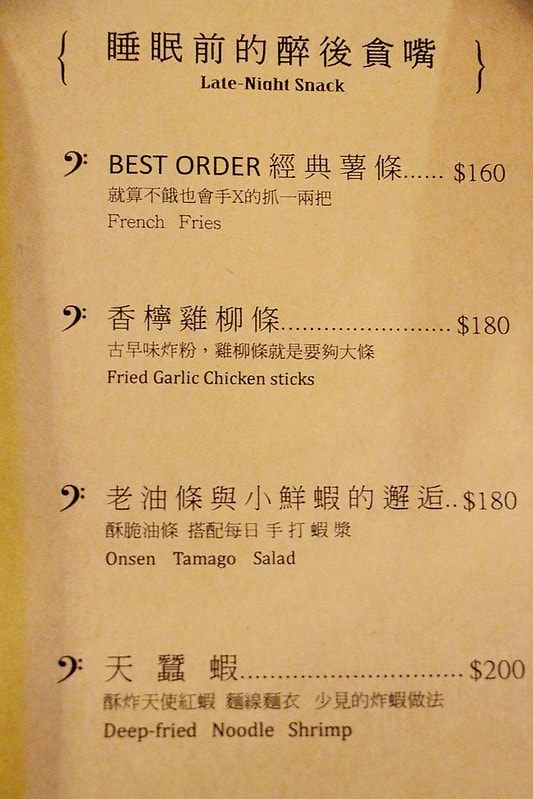 { 睡眠前的醉後貪嘴 }
Late-Night Snack
BEST ORDER 經典薯條...... $160
就算不餓也會手X的抓一兩把
French Fries
香檸雞柳條........................ $180
古早味炸粉，雞柳條就是要夠大條
Fried Garlic Chicken sticks
老油條與小鮮蝦的邂逅.. $180
酥脆油條 搭配每日手打蝦漿
Onsen Tamago Salad
天蠶蝦............................... $200
酥炸天使紅蝦 麵線麵衣 少見的炸蝦做法
Deep-fried Noodle Shrimp